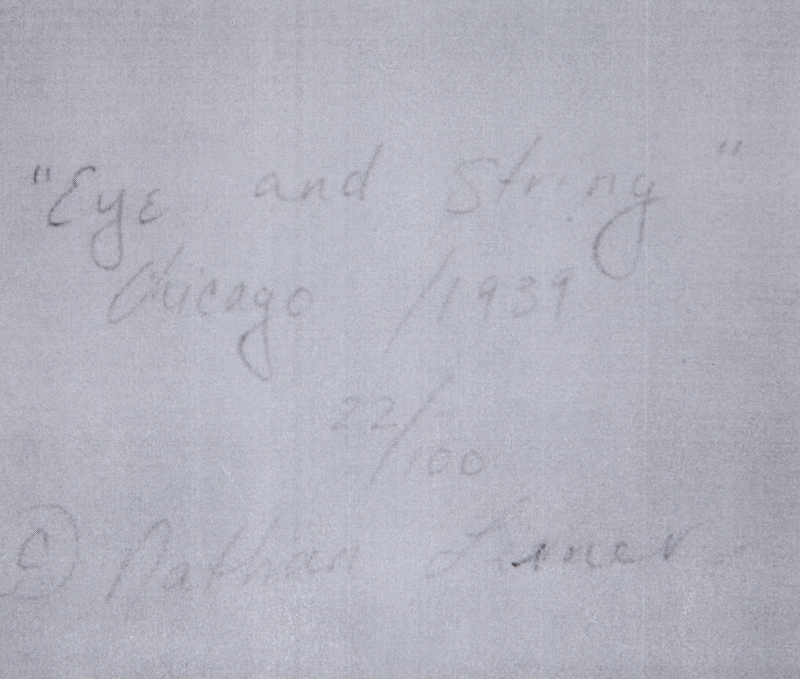 "Eye and String"
Chicago /1939
22/100
© Nathan Lerner